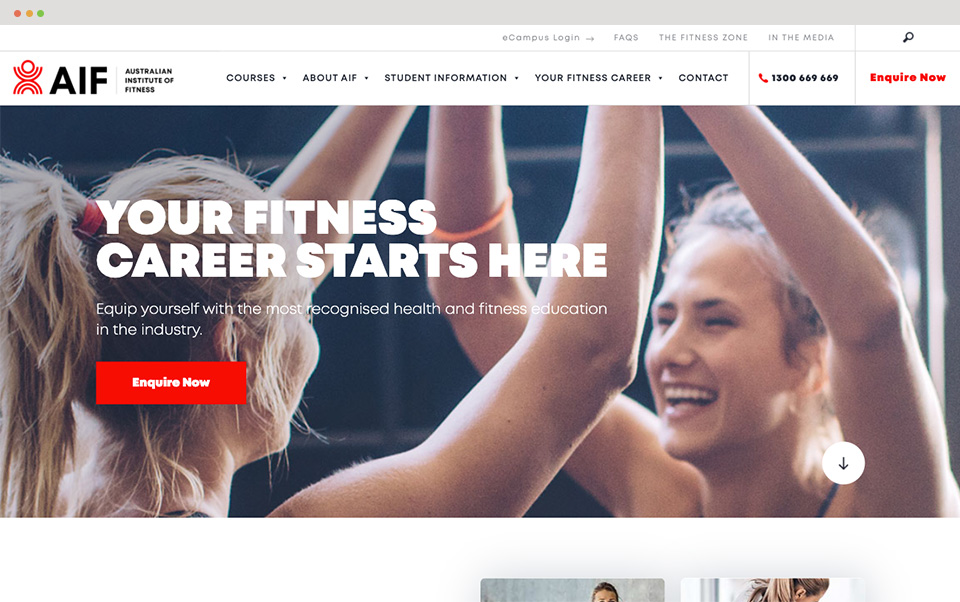 eCampus Login →
FAQS
THE FITNESS ZONE
IN THE MEDIA
AIF
AUSTRALIAN
INSTITUTE OF
FITNESS
COURSES
ABOUT AIF
STUDENT INFORMATION
YOUR FITNESS CAREER
CONTACT
1300 669 669
Enquire Now
YOUR FITNESS
CAREER STARTS HERE
Equip yourself with the most recognised health and fitness education
in the industry.
Enquire Now